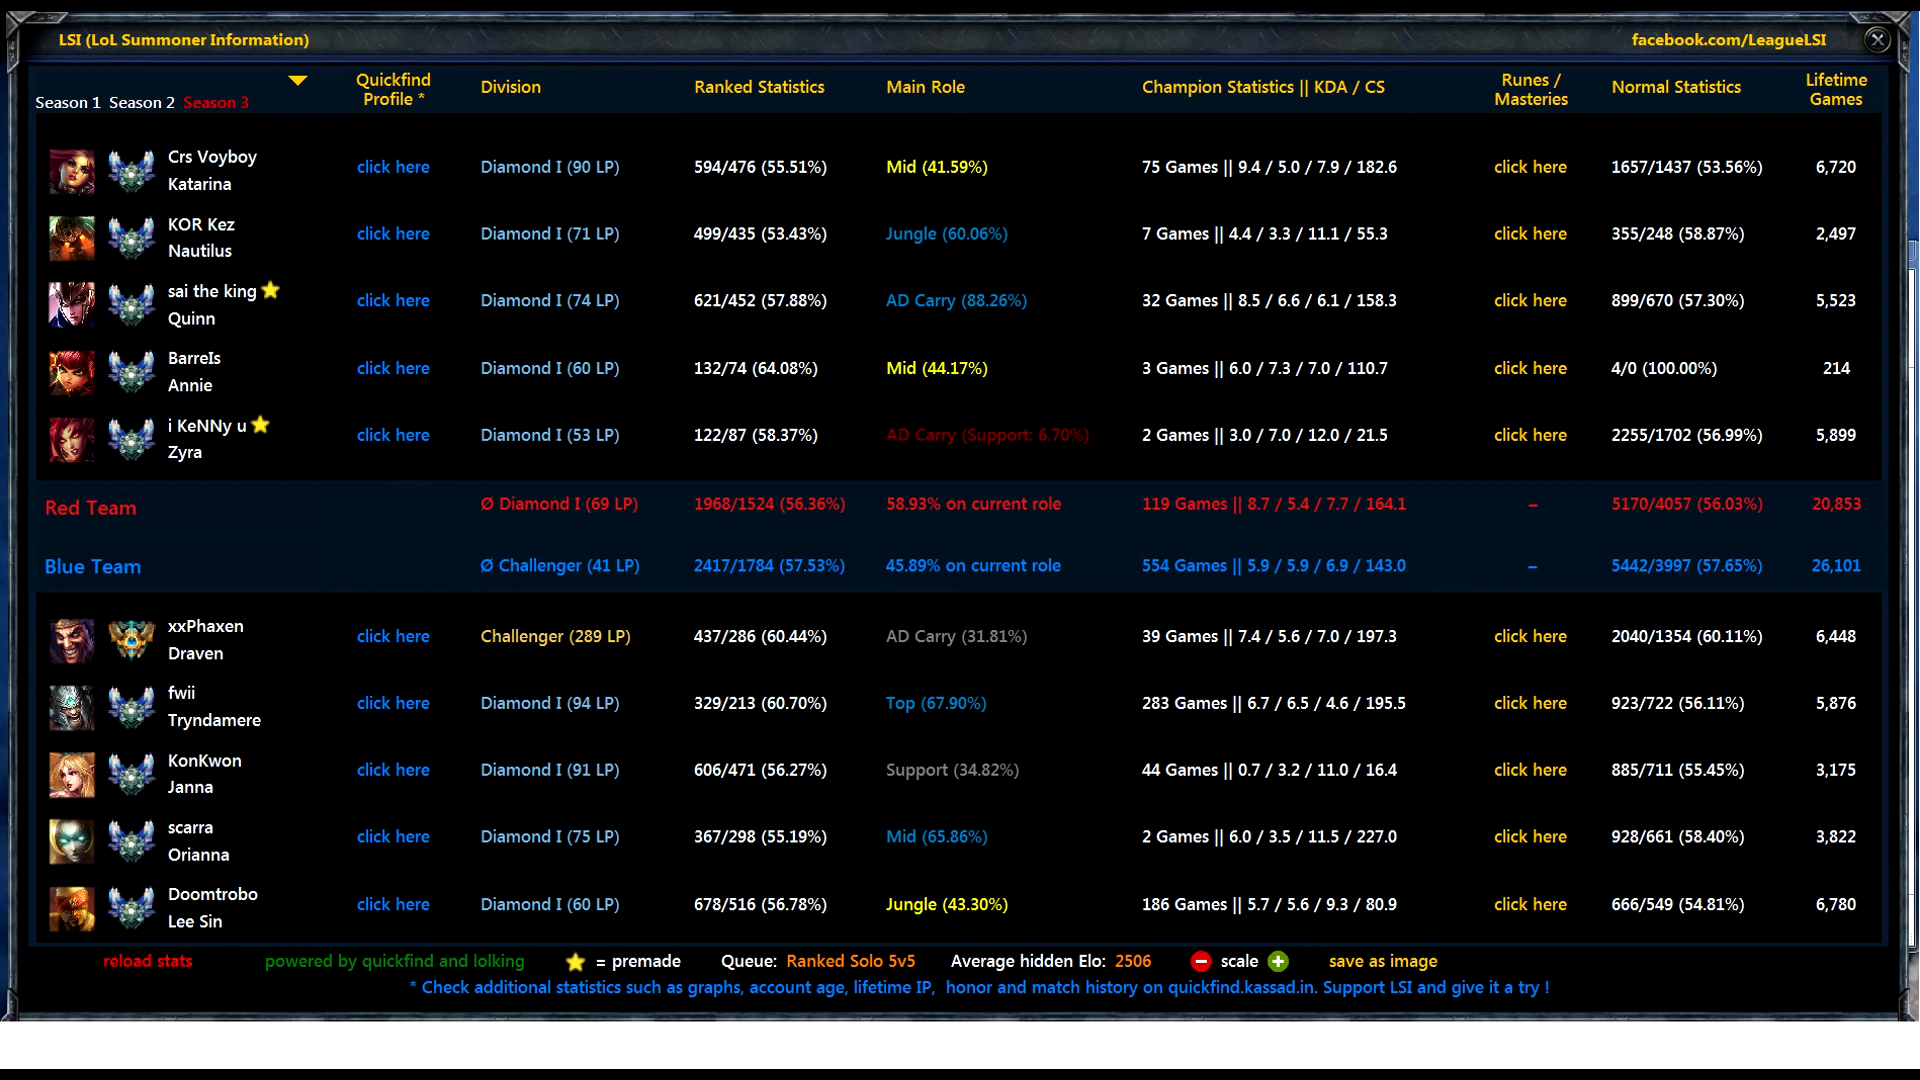 LSI (LoL Summoner Information) facebook.com/LeagueLSI
Quickfind Profile * Division Ranked Statistics Main Role Champion Statistics || KDA / CS Runes / Masteries Normal Statistics Lifetime Games
Season 1 Season 2 Season 3
Crs Voyboy
Katarina
click here Diamond I (90 LP) 594/476 (55.51%) Mid (41.59%) 75 Games || 9.4 / 5.0 / 7.9 / 182.6 click here 1657/1437 (53.56%) 6,720
KOR Kez
Nautilus
click here Diamond I (71 LP) 499/435 (53.43%) Jungle (60.06%) 7 Games || 4.4 / 3.3 / 11.1 / 55.3 click here 355/248 (58.87%) 2,497
sai the king
Quinn
click here Diamond I (74 LP) 621/452 (57.88%) AD Carry (88.26%) 32 Games || 8.5 / 6.6 / 6.1 / 158.3 click here 899/670 (57.30%) 5,523
BarreIs
Annie
click here Diamond I (60 LP) 132/74 (64.08%) Mid (44.17%) 3 Games || 6.0 / 7.3 / 7.0 / 110.7 click here 4/0 (100.00%) 214
i KeNNy u
Zyra
click here Diamond I (53 LP) 122/87 (58.37%) AD Carry (Support: 6.70%) 2 Games || 3.0 / 7.0 / 12.0 / 21.5 click here 2255/1702 (56.99%) 5,899
Red Team Ø Diamond I (69 LP) 1968/1524 (56.36%) 58.93% on current role 119 Games || 8.7 / 5.4 / 7.7 / 164.1 – 5170/4057 (56.03%) 20,853
Blue Team Ø Challenger (41 LP) 2417/1784 (57.53%) 45.89% on current role 554 Games || 5.9 / 5.9 / 6.9 / 143.0 – 5442/3997 (57.65%) 26,101
xxPhaxen
Draven
click here Challenger (289 LP) 437/286 (60.44%) AD Carry (31.81%) 39 Games || 7.4 / 5.6 / 7.0 / 197.3 click here 2040/1354 (60.11%) 6,448
fwii
Tryndamere
click here Diamond I (94 LP) 329/213 (60.70%) Top (67.90%) 283 Games || 6.7 / 6.5 / 4.6 / 195.5 click here 923/722 (56.11%) 5,876
KonKwon
Janna
click here Diamond I (91 LP) 606/471 (56.27%) Support (34.82%) 44 Games || 0.7 / 3.2 / 11.0 / 16.4 click here 885/711 (55.45%) 3,175
scarra
Orianna
click here Diamond I (75 LP) 367/298 (55.19%) Mid (65.86%) 2 Games || 6.0 / 3.5 / 11.5 / 227.0 click here 928/661 (58.40%) 3,822
Doomtrobo
Lee Sin
click here Diamond I (60 LP) 678/516 (56.78%) Jungle (43.30%) 186 Games || 5.7 / 5.6 / 9.3 / 80.9 click here 666/549 (54.81%) 6,780
reload stats powered by quickfind and lolking = premade Queue: Ranked Solo 5v5 Average hidden Elo: 2506 scale save as image
* Check additional statistics such as graphs, account age, lifetime IP, honor and match history on quickfind.kassad.in. Support LSI and give it a try !